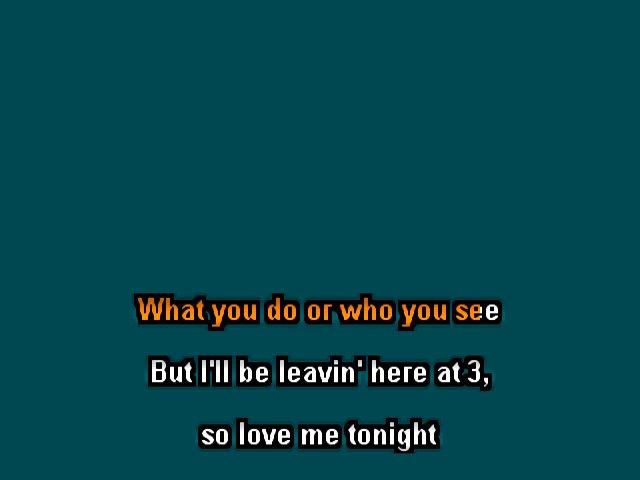 What you do or who you see
But I'll be leavin' here at 3,
so love me tonight